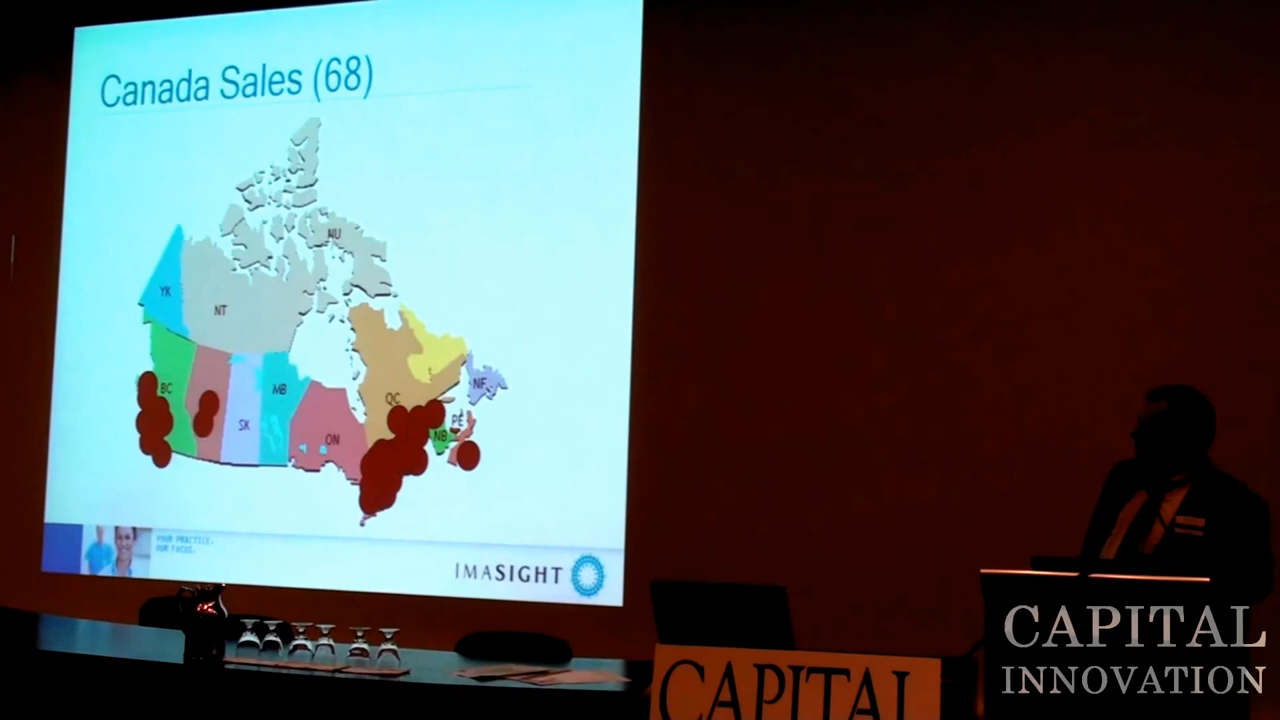 Canada Sales (68)
NU
YK
NT
BC
MB
SK
ON
QC
NF
PE
NB
YOUR PRACTICE.
OUR FOCUS.
IMASIGHT
CAPITAL
CAPITAL
INNOVATION